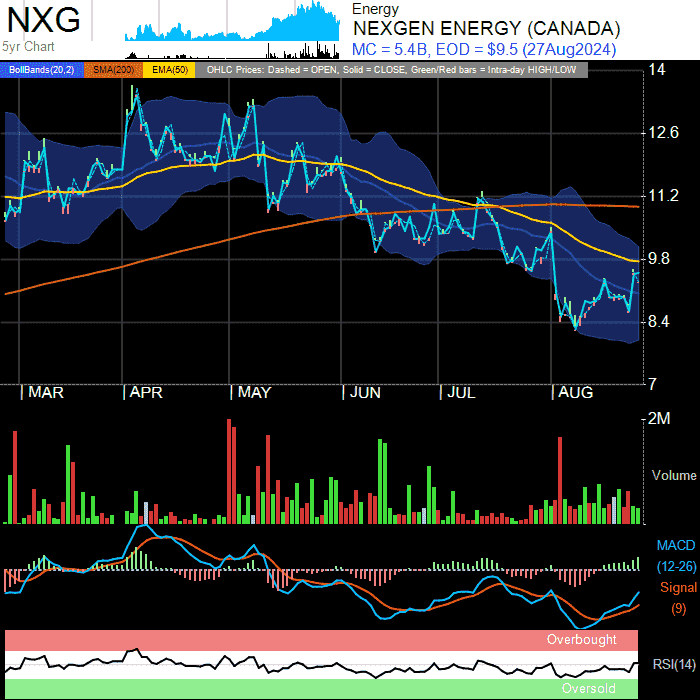 NXG
5yr Chart
Energy
NEXGEN ENERGY (CANADA)
MC = 5.4B, EOD = $9.5 (27Aug2024)
BollBands(20,2) SMA(200) EMA(50) OHLC Prices: Dashed = OPEN, Solid = CLOSE, Green/Red bars = Intra-day HIGH/LOW
14
12.6
11.2
9.8
8.4
7
MAR APR MAY JUN JUL AUG
2M
Volume
MACD
(12-26)
Signal
(9)
Overbought
RSI(14)
Oversold